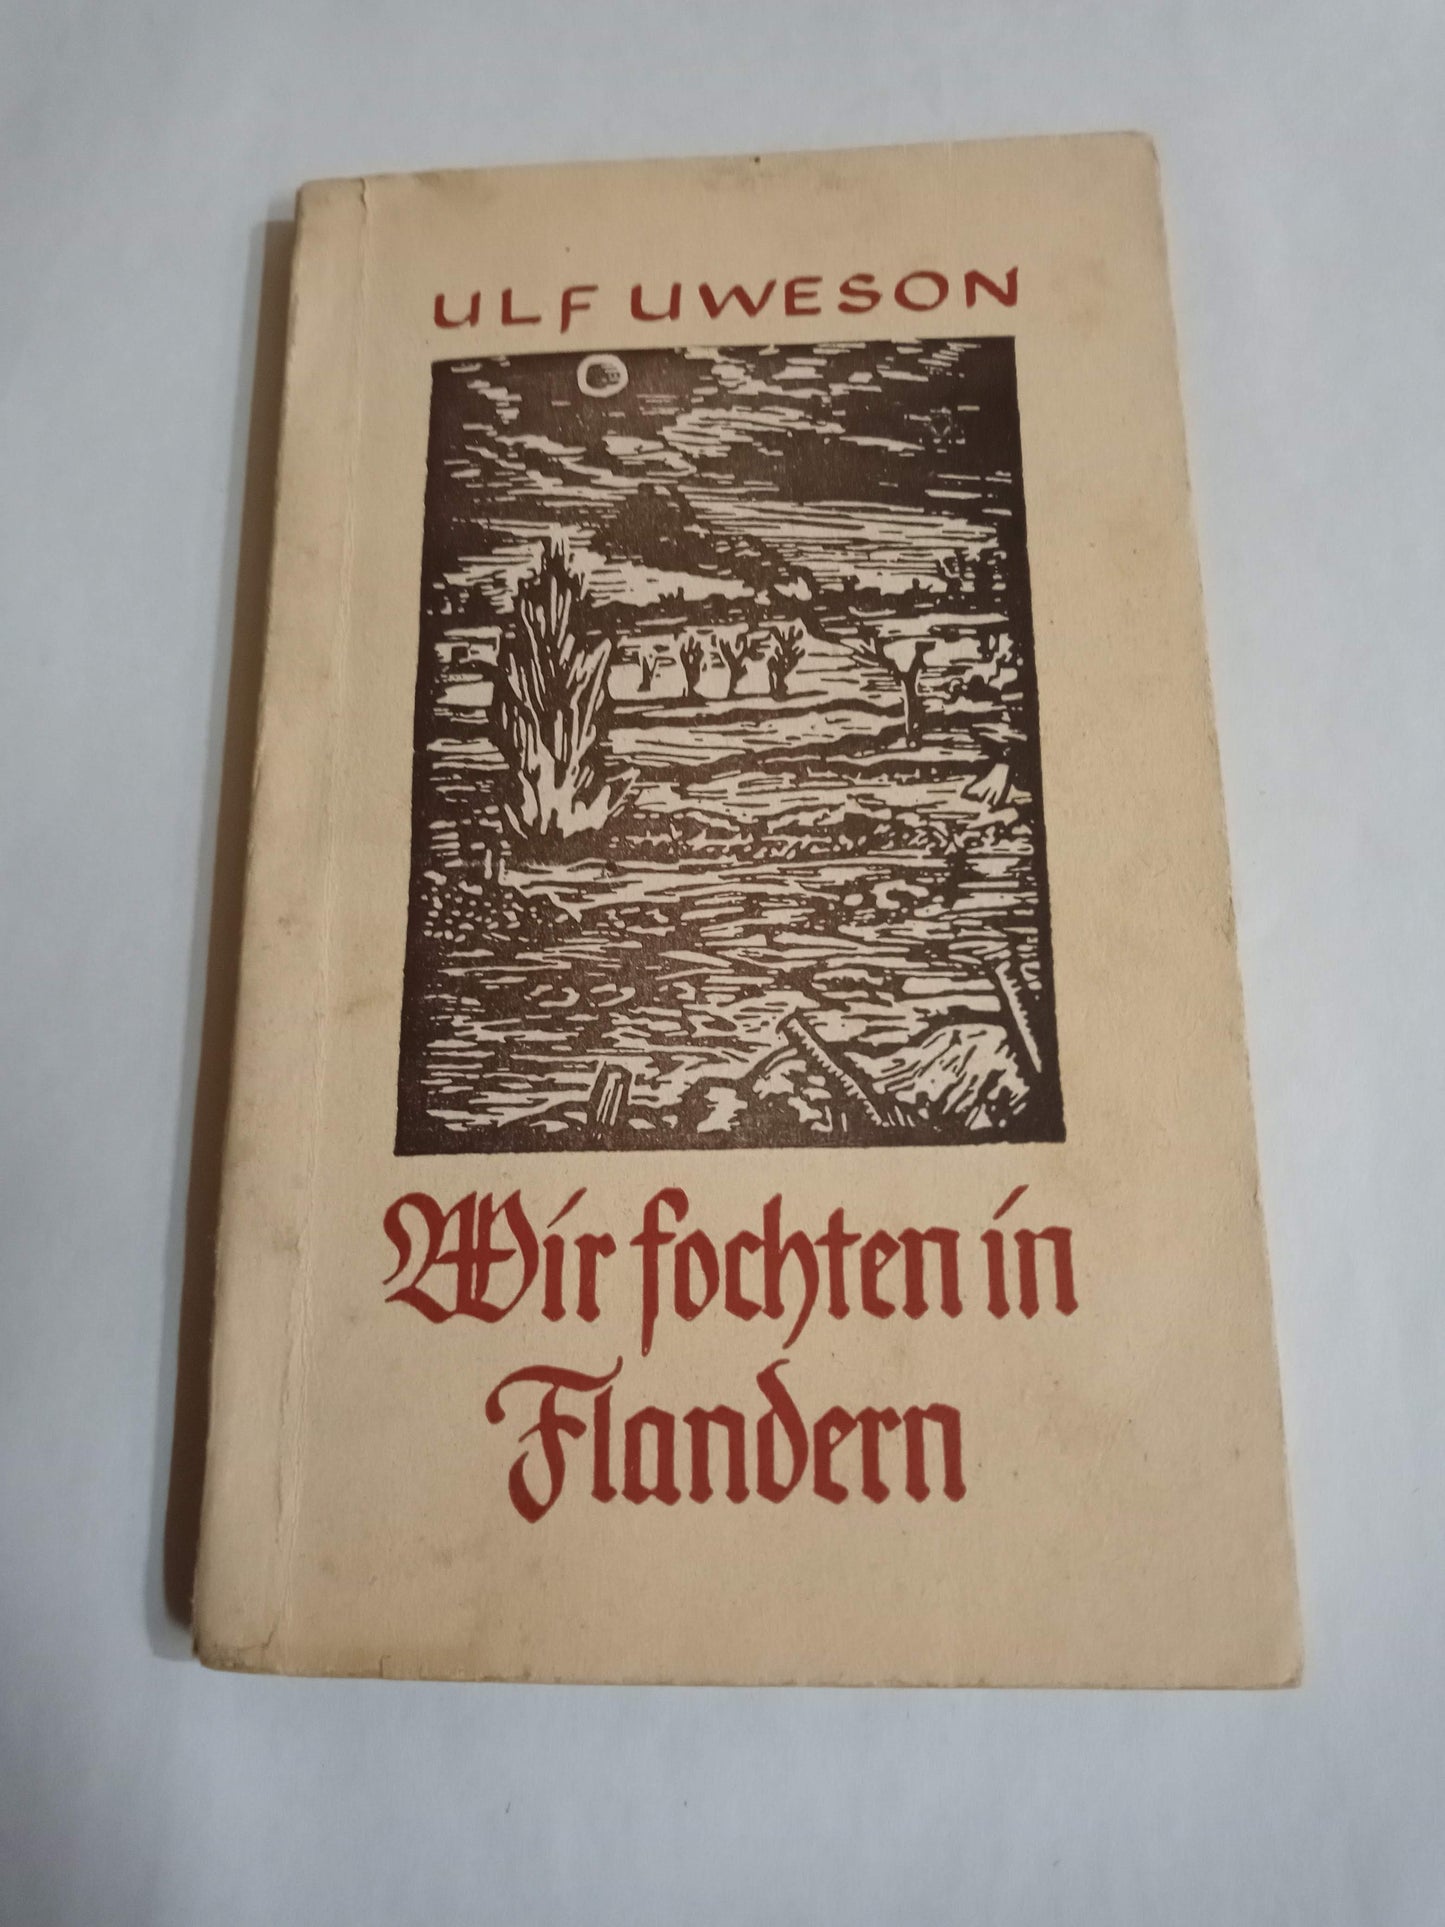 ULF UWESON
Wir fochten in
Flandern